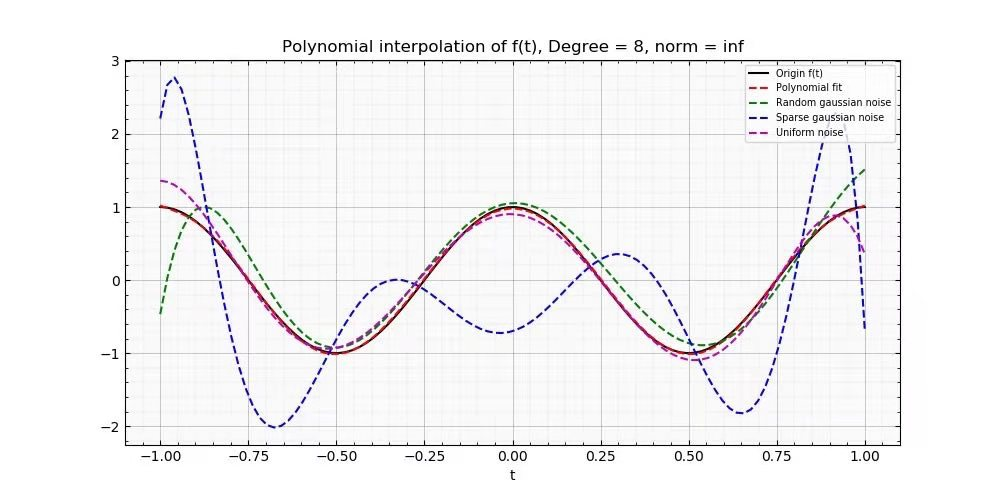 Polynomial interpolation of f(t), Degree = 8, norm = inf
Origin f(t)
Polynomial fit
Random gaussian noise
Sparse gaussian noise
Uniform noise
3
2
1
0
−1
−2
−1.00 −0.75 −0.50 −0.25 0.00 0.25 0.50 0.75 1.00
t